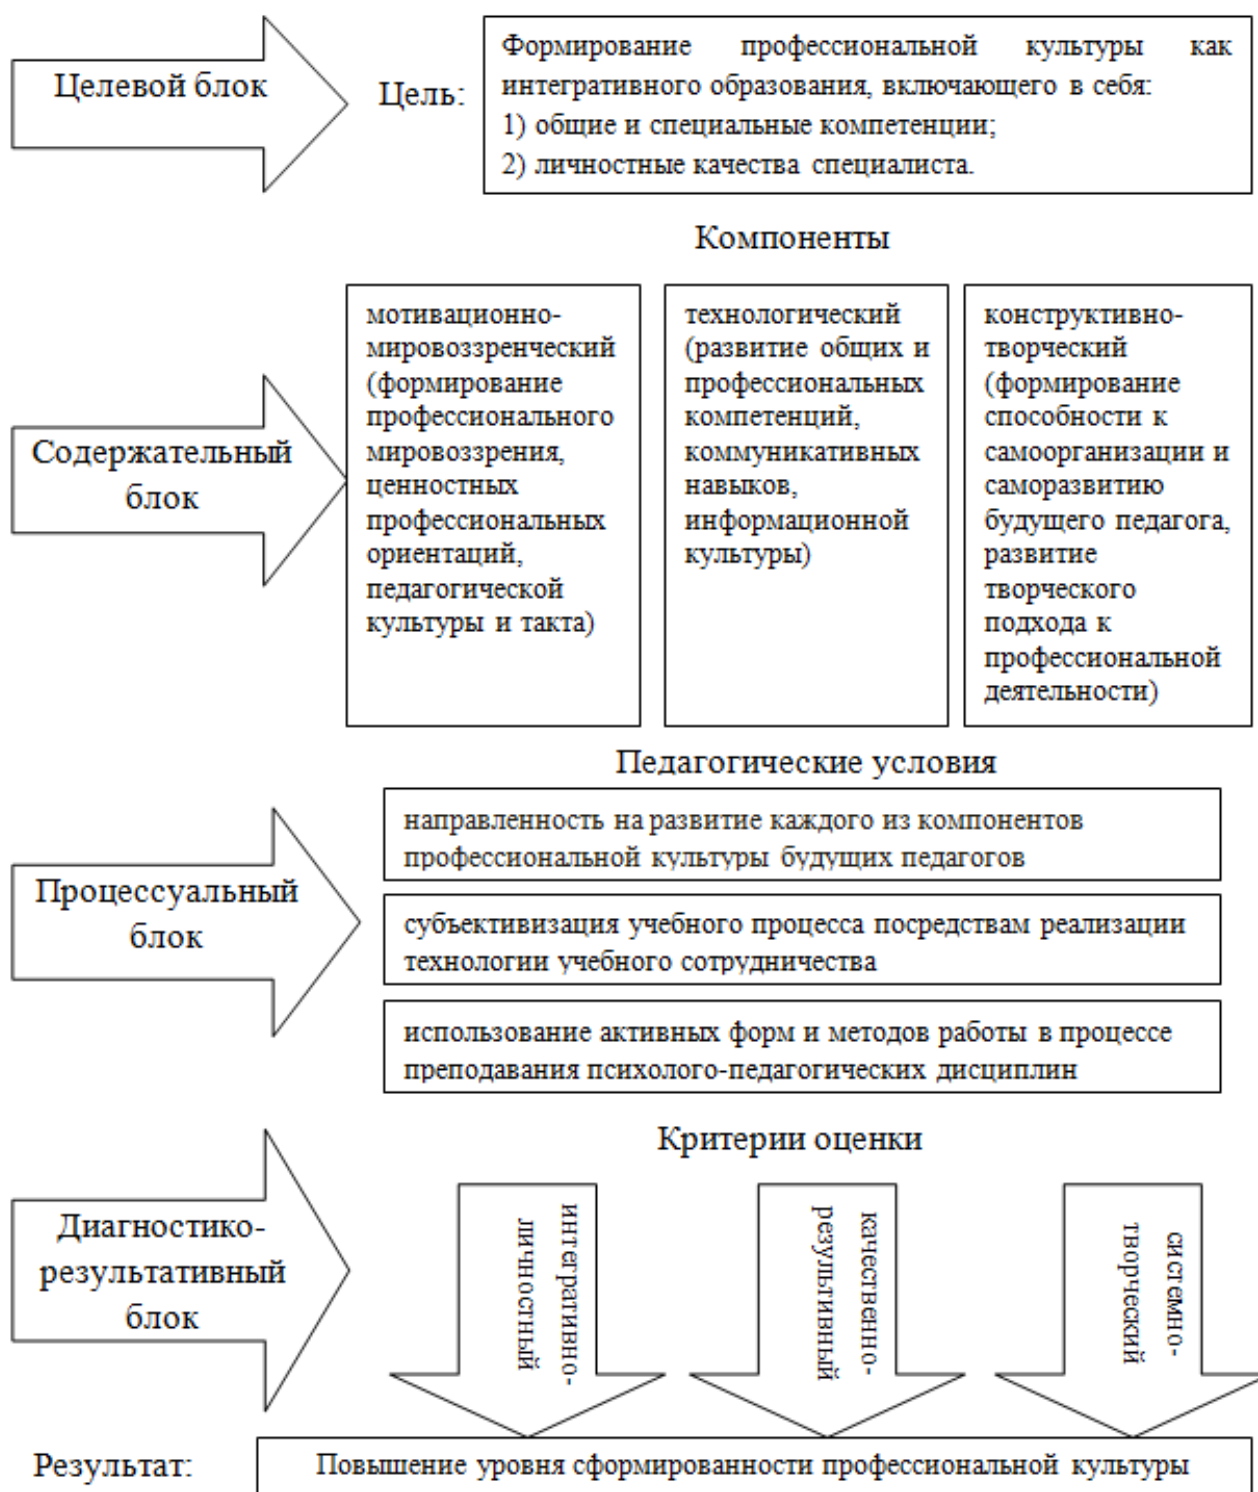 Целевой блок
Цель:
Формирование профессиональной культуры как
интегративного образования, включающего в себя:
1) общие и специальные компетенции;
2) личностные качества специалиста.
Компоненты
Содержательный
блок
мотивационно-
мировоззренческий
(формирование
профессионального
мировоззрения,
ценностных
профессиональных
ориентаций,
педагогической
культуры и такта)
технологический
(развитие общих и
профессиональных
компетенций,
коммуникативных
навыков,
информационной
культуры)
конструктивно-
творческий
(формирование
способности к
самоорганизации и
саморазвитию
будущего педагога,
развитие
творческого
подхода к
профессиональной
деятельности)
Педагогические условия
Процессуальный
блок
направленность на развитие каждого из компонентов
профессиональной культуры будущих педагогов
субъективизация учебного процесса посредствам реализации
технологии учебного сотрудничества
использование активных форм и методов работы в процессе
преподавания психолого-педагогических дисциплин
Критерии оценки
Диагностико-
результативный
блок
интегративно-
личностный
качественно-
результивный
системно-
творческий
Результат:
Повышение уровня сформированности профессиональной культуры